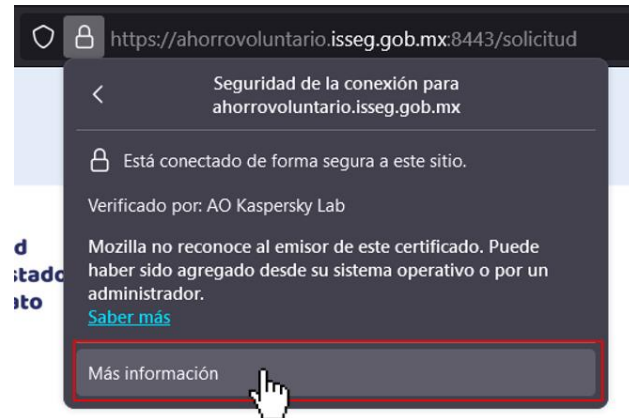 https://ahorrovoluntario.isseg.gob.mx:8443/solicitud
Seguridad de la conexión para
ahorrovoluntario.isseg.gob.mx
Está conectado de forma segura a este sitio.
Verificado por: AO Kaspersky Lab
Mozilla no reconoce al emisor de este certificado. Puede
haber sido agregado desde su sistema operativo o por un
administrador.
Saber más
Más información
d
stado
ato